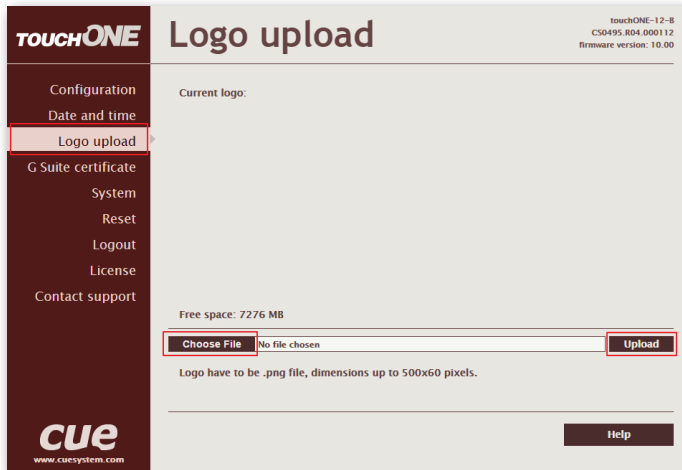 TOUCHONE
Logo upload
touchONE-12-B
CS0495.R04.000112
firmware version: 10.00
Configuration
Date and time
Logo upload
G Suite certificate
System
Reset
Logout
License
Contact support
Current logo:
Free space: 7276 MB
Choose File No file chosen Upload
Logo have to be .png file, dimensions up to 500x60 pixels.
Help
cue
www.cuesystem.com